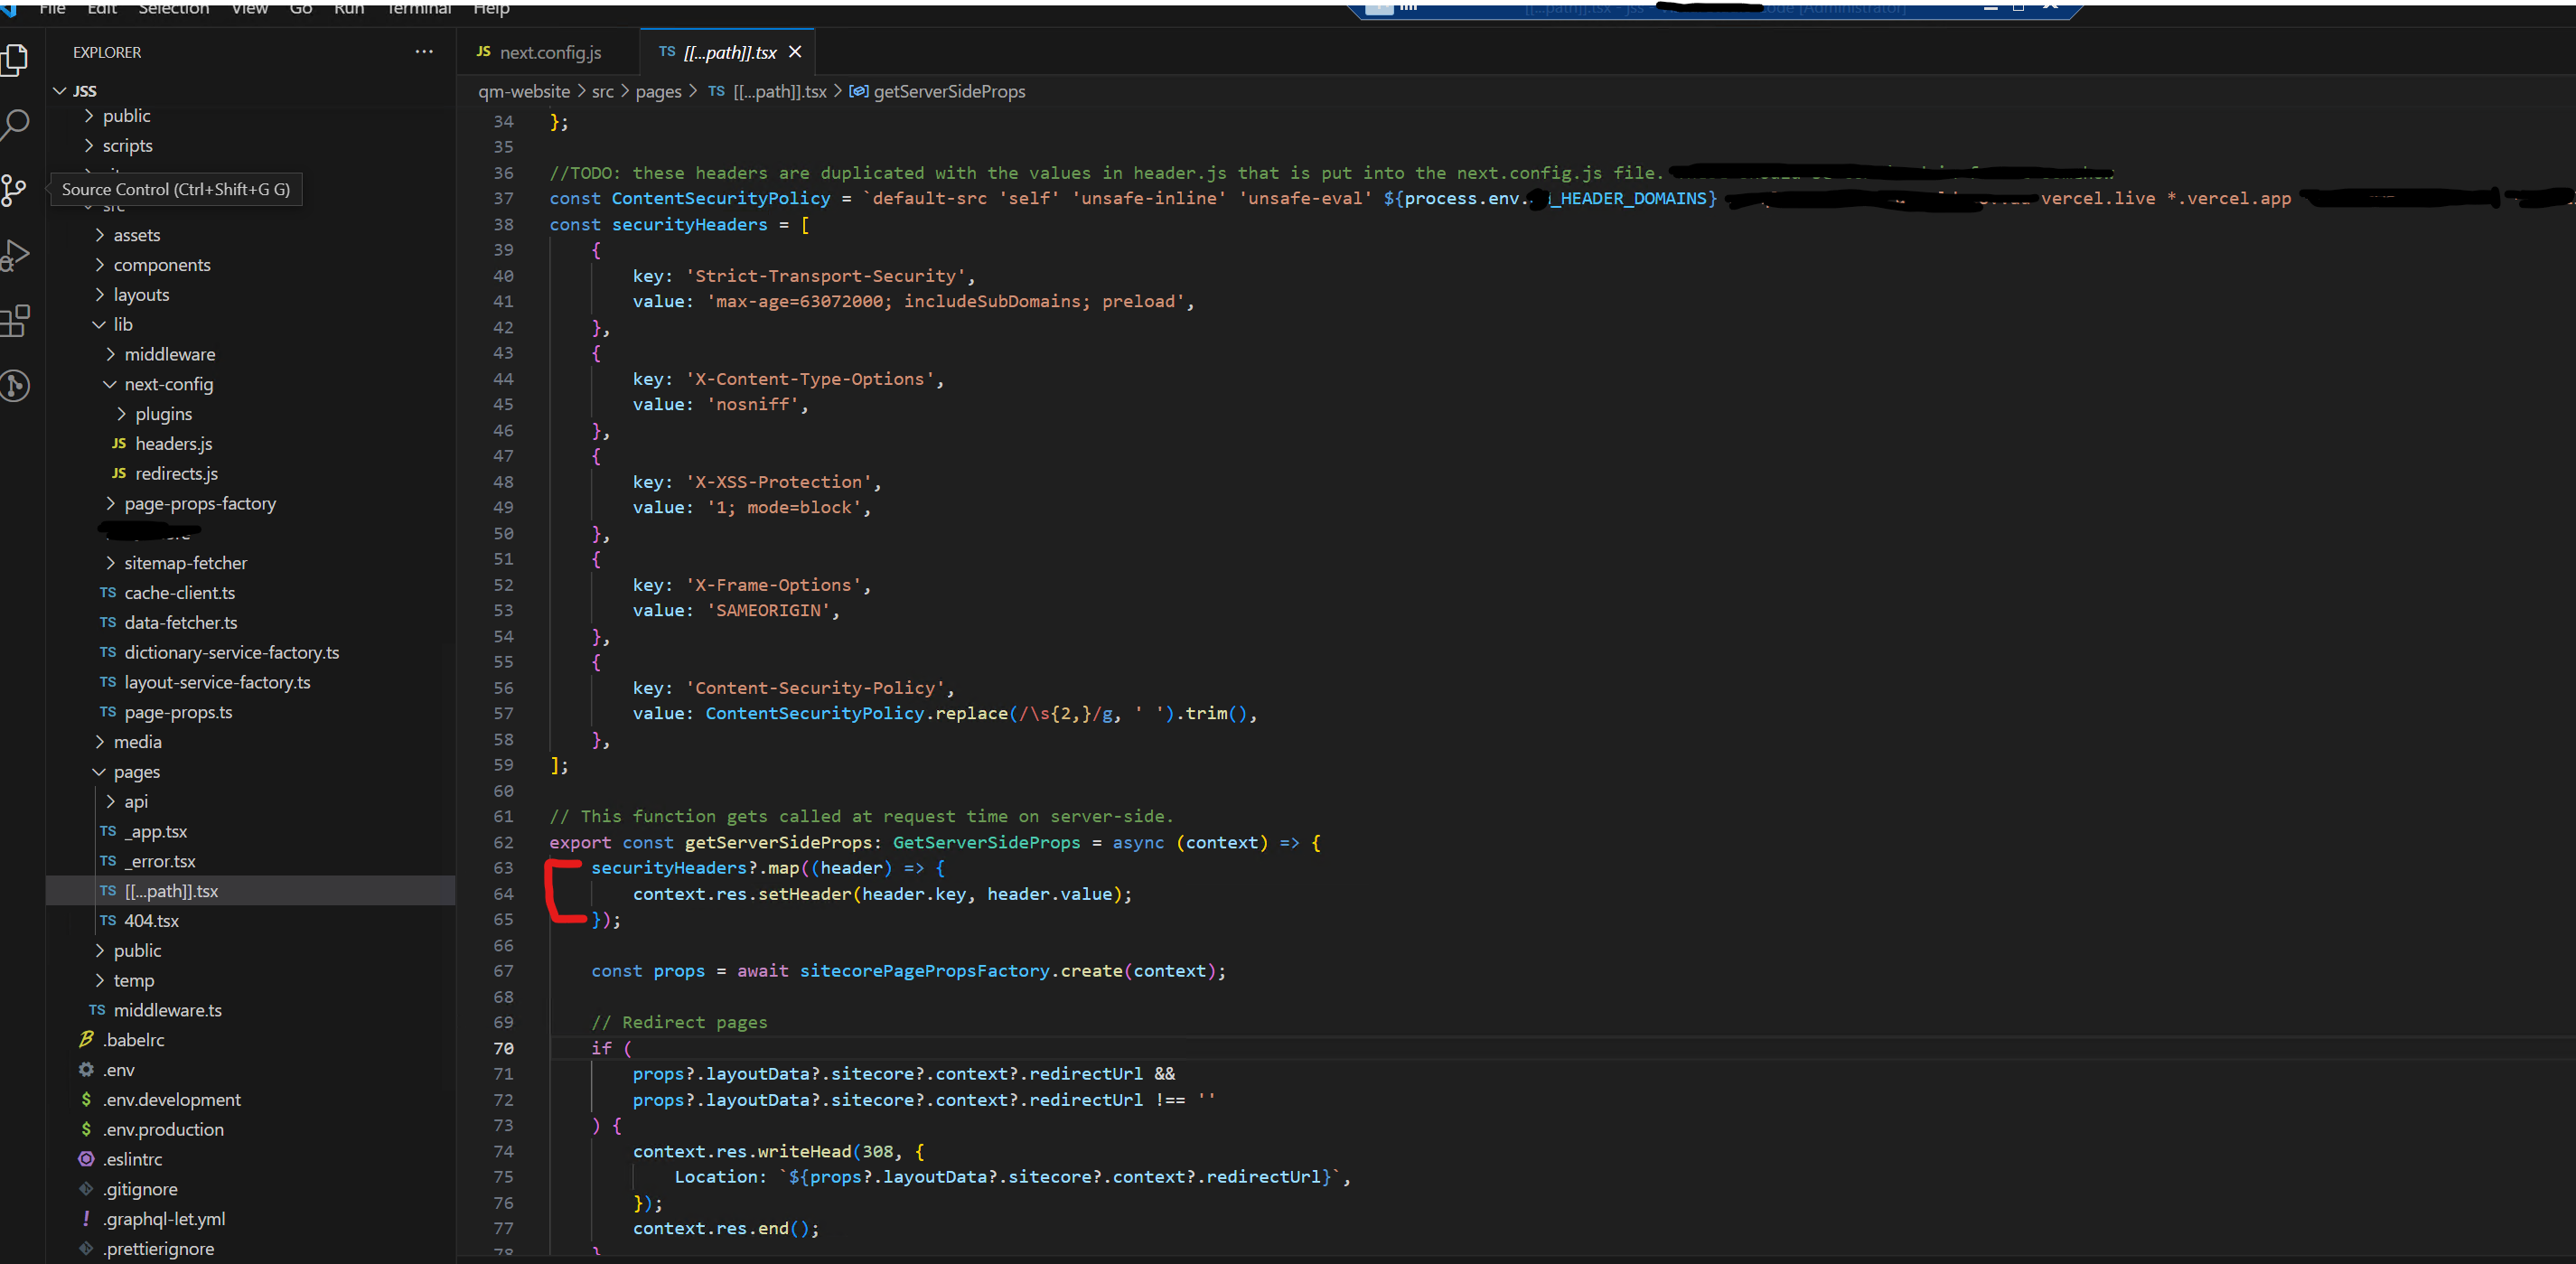 File Edit Selection View Go Run Terminal Help
[[...path]].tsx - jss - Code [Administrator]
EXPLORER
JSS
public
scripts
Source Control (Ctrl+Shift+G G)
src
assets
components
layouts
lib
middleware
next-config
plugins
JS headers.js
JS redirects.js
page-props-factory
sitemap-fetcher
TS cache-client.ts
TS data-fetcher.ts
TS dictionary-service-factory.ts
TS layout-service-factory.ts
TS page-props.ts
media
pages
api
TS _app.tsx
TS _error.tsx
TS [[...path]].tsx
TS 404.tsx
public
temp
TS middleware.ts
.babelrc
.env
$ .env.development
$ .env.production
.eslintrc
.gitignore
! .graphql-let.yml
.prettierignore
JS next.config.js
TS [[...path]].tsx
qm-website > src > pages > TS [[...path]].tsx > getServerSideProps
34 };
35
36 //TODO: these headers are duplicated with the values in header.js that is put into the next.config.js file.
37 const ContentSecurityPolicy = `default-src 'self' 'unsafe-inline' 'unsafe-eval' ${process.env. _HEADER_DOMAINS} vercel.live *.vercel.app
38 const securityHeaders = [
39 {
40 key: 'Strict-Transport-Security',
41 value: 'max-age=63072000; includeSubDomains; preload',
42 },
43 {
44 key: 'X-Content-Type-Options',
45 value: 'nosniff',
46 },
47 {
48 key: 'X-XSS-Protection',
49 value: '1; mode=block',
50 },
51 {
52 key: 'X-Frame-Options',
53 value: 'SAMEORIGIN',
54 },
55 {
56 key: 'Content-Security-Policy',
57 value: ContentSecurityPolicy.replace(/\s{2,}/g, ' ').trim(),
58 },
59 ];
60
61 // This function gets called at request time on server-side.
62 export const getServerSideProps: GetServerSideProps = async (context) => {
63 securityHeaders?.map((header) => {
64 context.res.setHeader(header.key, header.value);
65 });
66
67 const props = await sitecorePagePropsFactory.create(context);
68
69 // Redirect pages
70 if (
71 props?.layoutData?.sitecore?.context?.redirectUrl &&
72 props?.layoutData?.sitecore?.context?.redirectUrl !== ''
73 ) {
74 context.res.writeHead(308, {
75 Location: `${props?.layoutData?.sitecore?.context?.redirectUrl}`,
76 });
77 context.res.end();
78 }